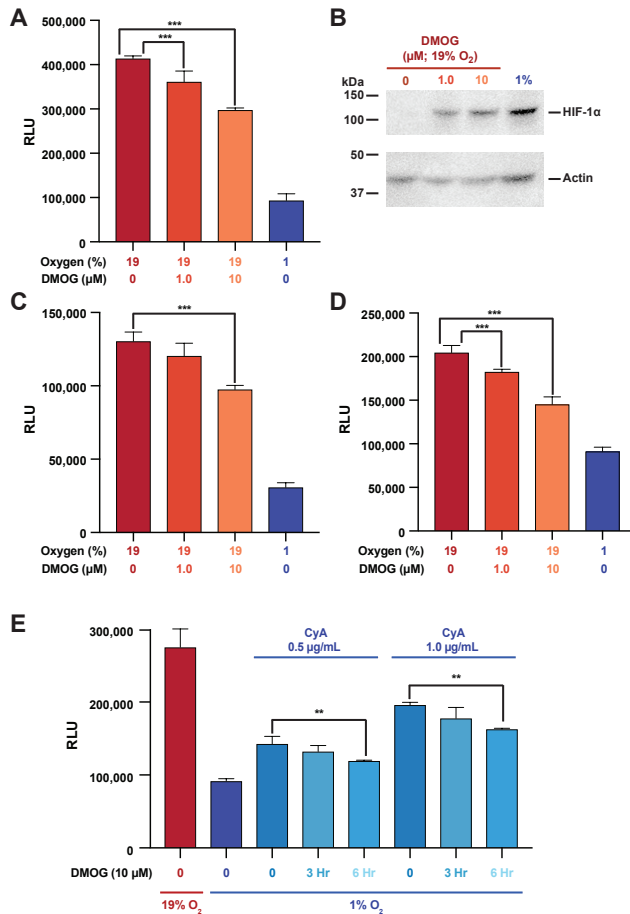 A
500,000
400,000
300,000
200,000
100,000
0
RLU
***
***
Oxygen (%) 19 19 19 1
DMOG (µM) 0 1.0 10 0
B
DMOG
(µM; 19% O2)
kDa 0 1.0 10 1%
150
100
HIF-1α
50
37
Actin
C
150,000
100,000
50,000
0
RLU
***
Oxygen (%) 19 19 19 1
DMOG (µM) 0 1.0 10 0
D
250,000
200,000
150,000
100,000
50,000
0
RLU
***
***
Oxygen (%) 19 19 19 1
DMOG (µM) 0 1.0 10 0
E
300,000
200,000
100,000
0
RLU
CyA
0.5 µg/mL
CyA
1.0 µg/mL
**
**
DMOG (10 µM) 0 0 0 3 Hr 6 Hr 0 3 Hr 6 Hr
19% O2 1% O2